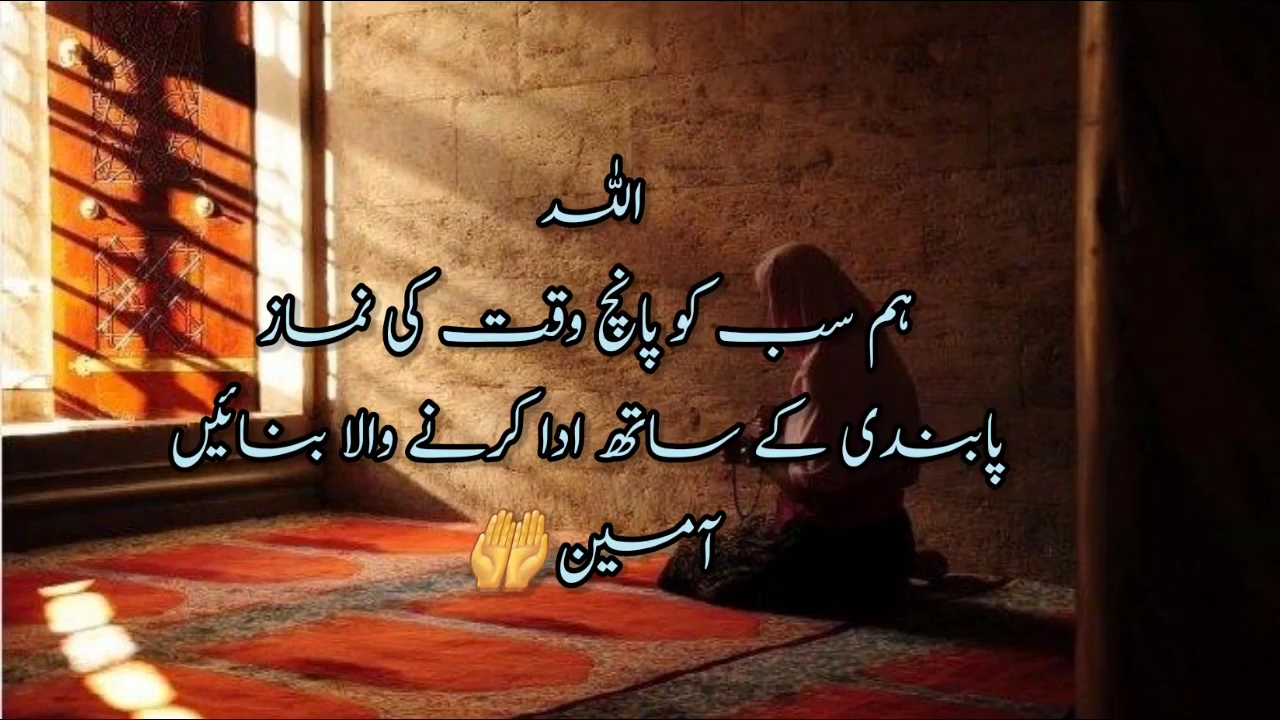 اللہ
ہم سب کو پانچ وقت کی نماز
پابندی کے ساتھ ادا کرنے والا بنائیں
آمین 🤲